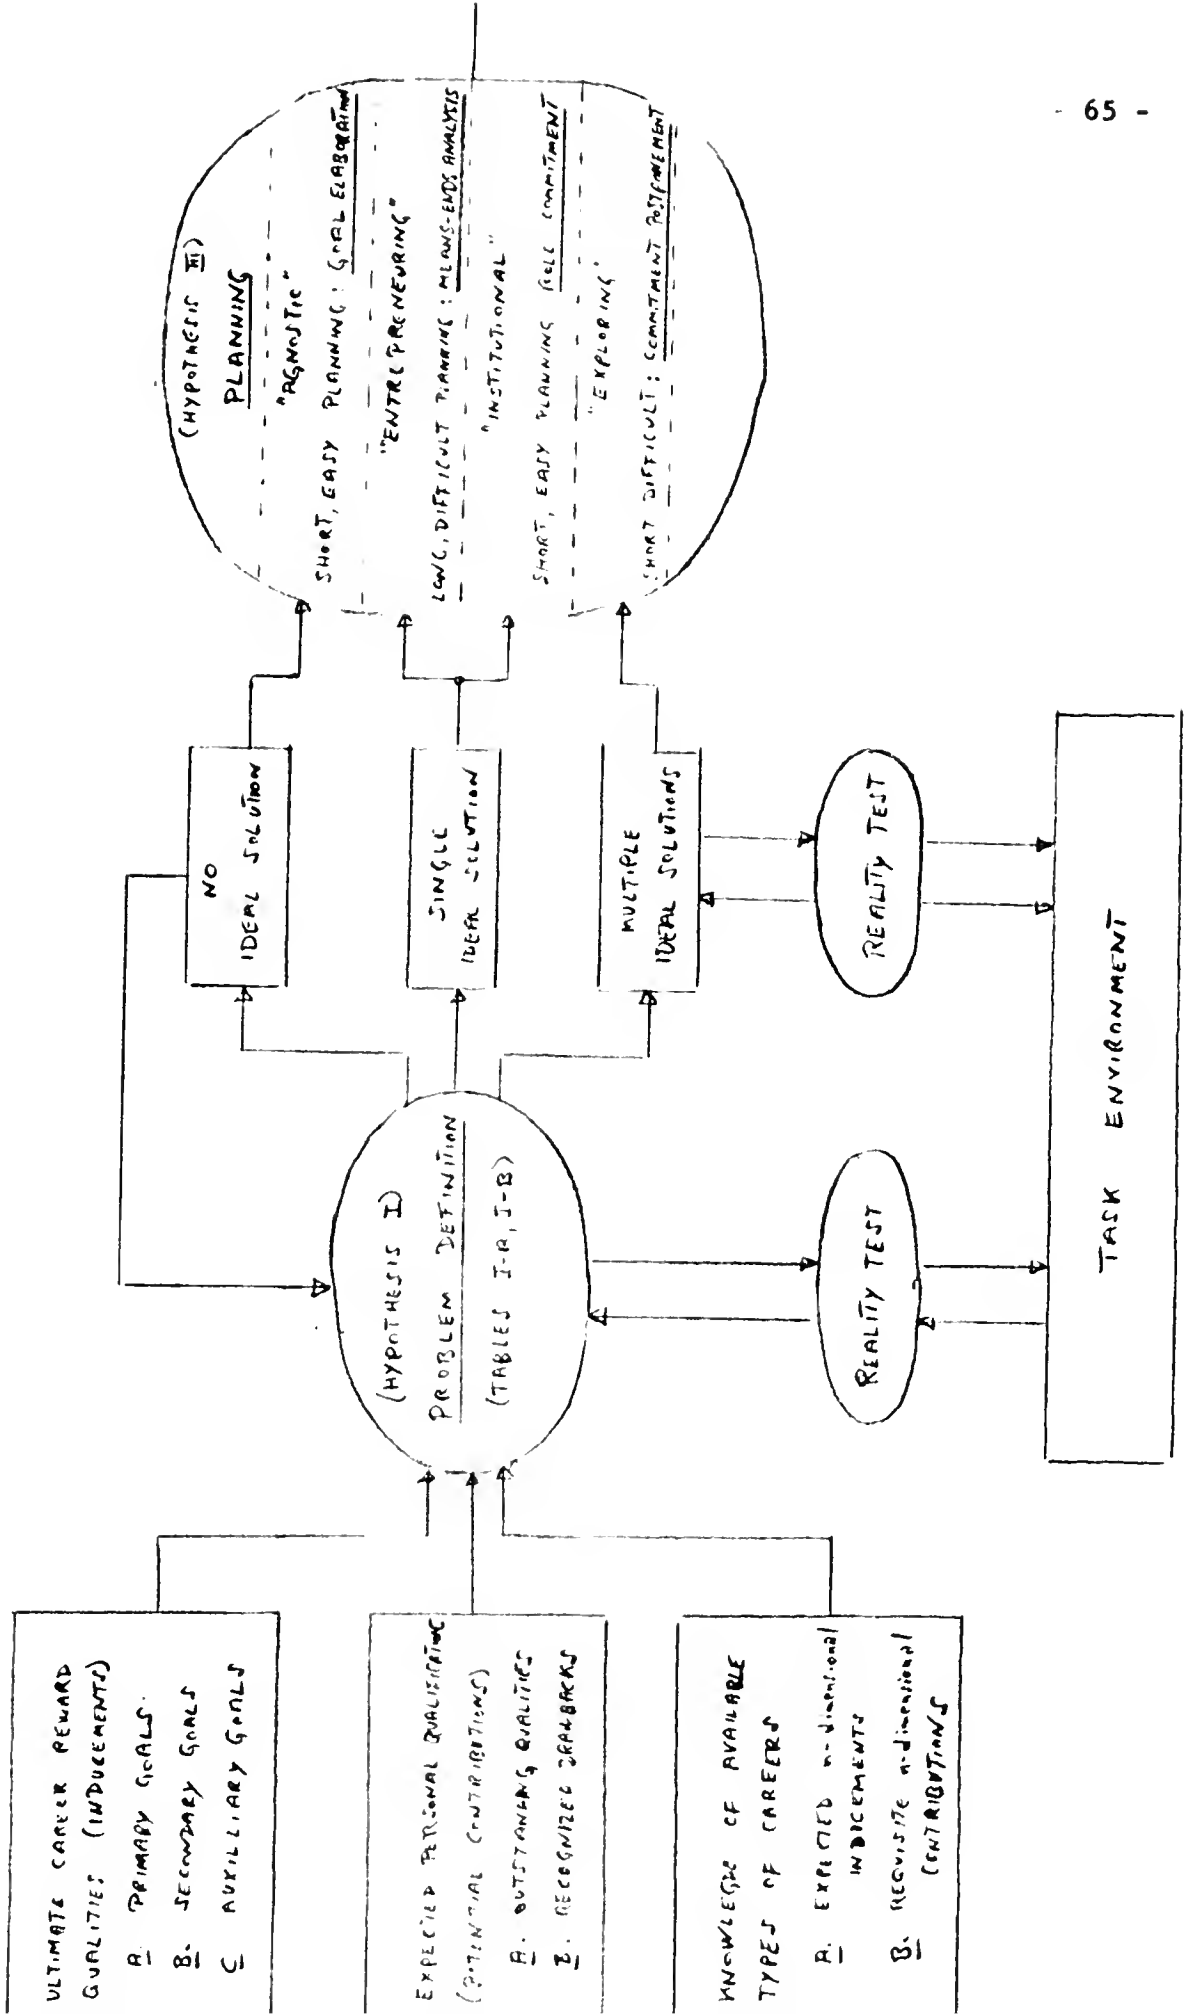 - 65 -
ULTIMATE CAREER REWARD
QUALITIES (INDUCEMENTS)
A. PRIMARY GOALS.
B. SECONDARY GOALS
C AUXILLIARY GOALS
EXPECTED PERSONAL QUALIFICATIONS
(POTENTIAL CONTRIBUTIONS)
A. OUTSTANDING QUALITIES
B. RECOGNIZED DRAWBACKS
KNOWLEDGE OF AVAILABLE
TYPES OF CAREERS
A. EXPECTED n-dimensional
INDUCEMENTS
B. REQUISITE n-dimensional
CONTRIBUTIONS
(HYPOTHESIS I)
PROBLEM DEFINITION
(TABLES I-A, I-B)
NO
IDEAL SOLUTION
SINGLE
IDEAL SOLUTION
MULTIPLE
IDEAL SOLUTIONS
REALITY TEST
REALITY TEST
TASK ENVIRONMENT
(HYPOTHESIS III)
PLANNING
"AGNOSTIC"
SHORT, EASY PLANNING : GOAL ELABORATION
"ENTREPRENEURING"
LONG, DIFFICULT PLANNING : MEANS-ENDS ANALYSIS
"INSTITUTIONAL"
SHORT, EASY PLANNING ROLE COMMITMENT
"EXPLORING"
SHORT DIFFICULT : COMMITMENT POSTPONEMENT